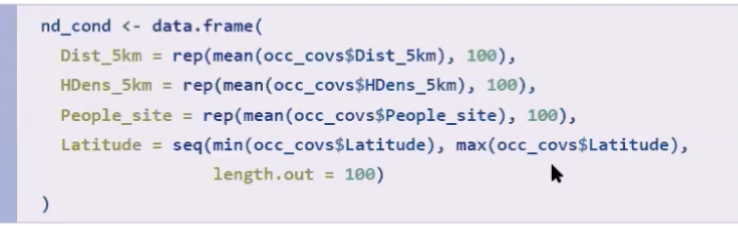 nd_cond <- data.frame(
  Dist_5km = rep(mean(occ_covs$Dist_5km), 100),
  HDens_5km = rep(mean(occ_covs$HDens_5km), 100),
  People_site = rep(mean(occ_covs$People_site), 100),
  Latitude = seq(min(occ_covs$Latitude), max(occ_covs$Latitude),
                 length.out = 100)
)